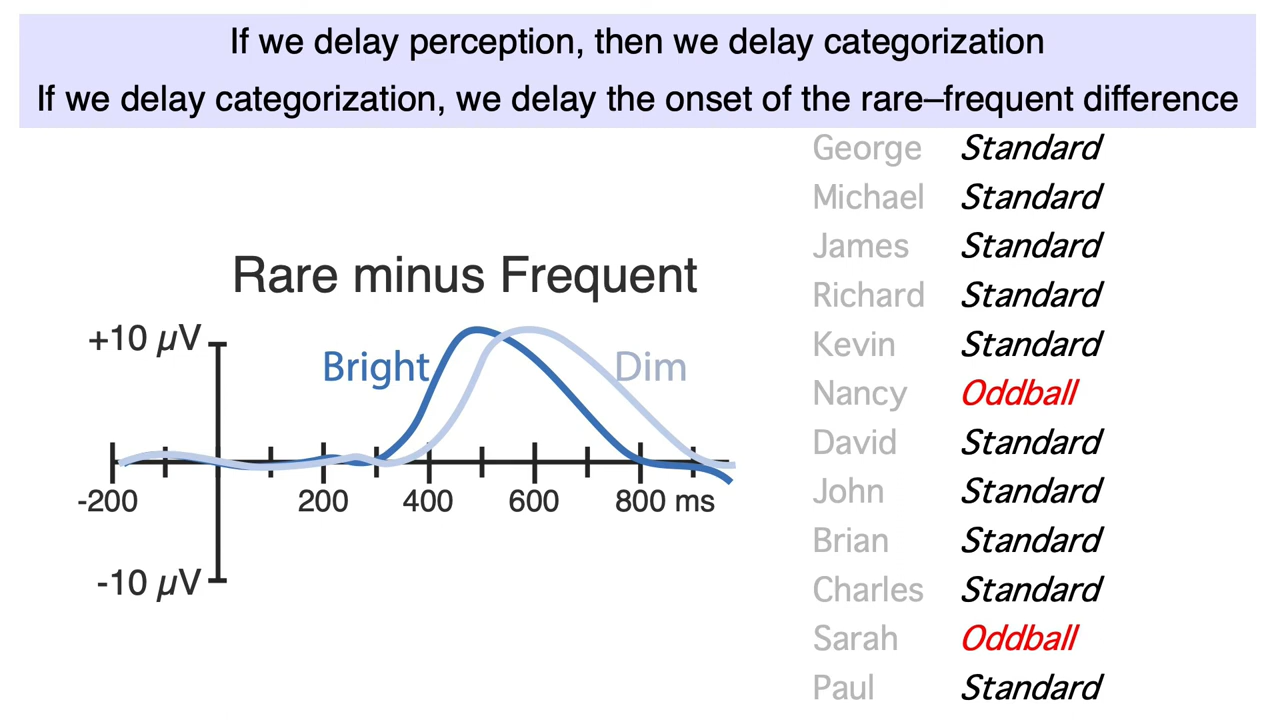 If we delay perception, then we delay categorization
If we delay categorization, we delay the onset of the rare–frequent difference
Rare minus Frequent
+10 µV
Bright
Dim
-200
200
400
600
800 ms
-10 µV
George Standard
Michael Standard
James Standard
Richard Standard
Kevin Standard
Nancy Oddball
David Standard
John Standard
Brian Standard
Charles Standard
Sarah Oddball
Paul Standard